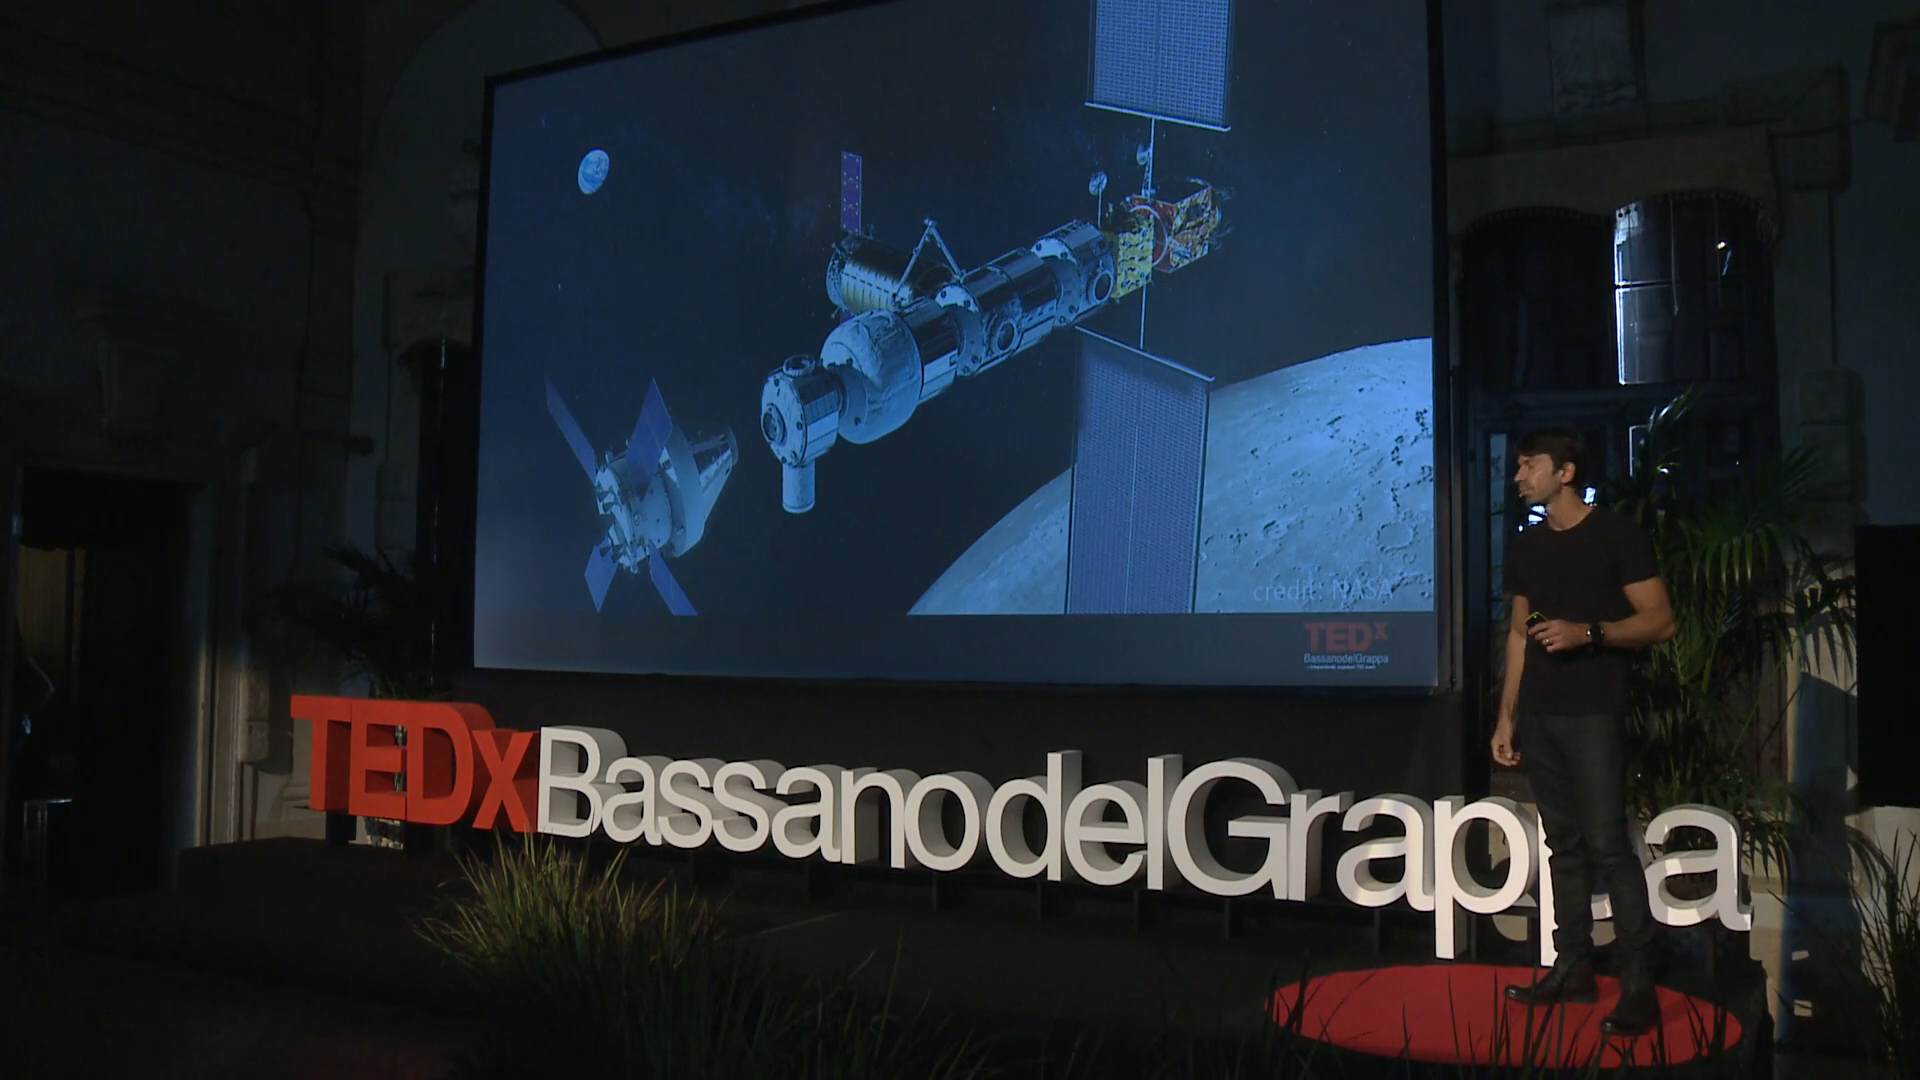 credit: NASA
TEDx
BassanodelGrappa
TEDxBassanodelGrappa